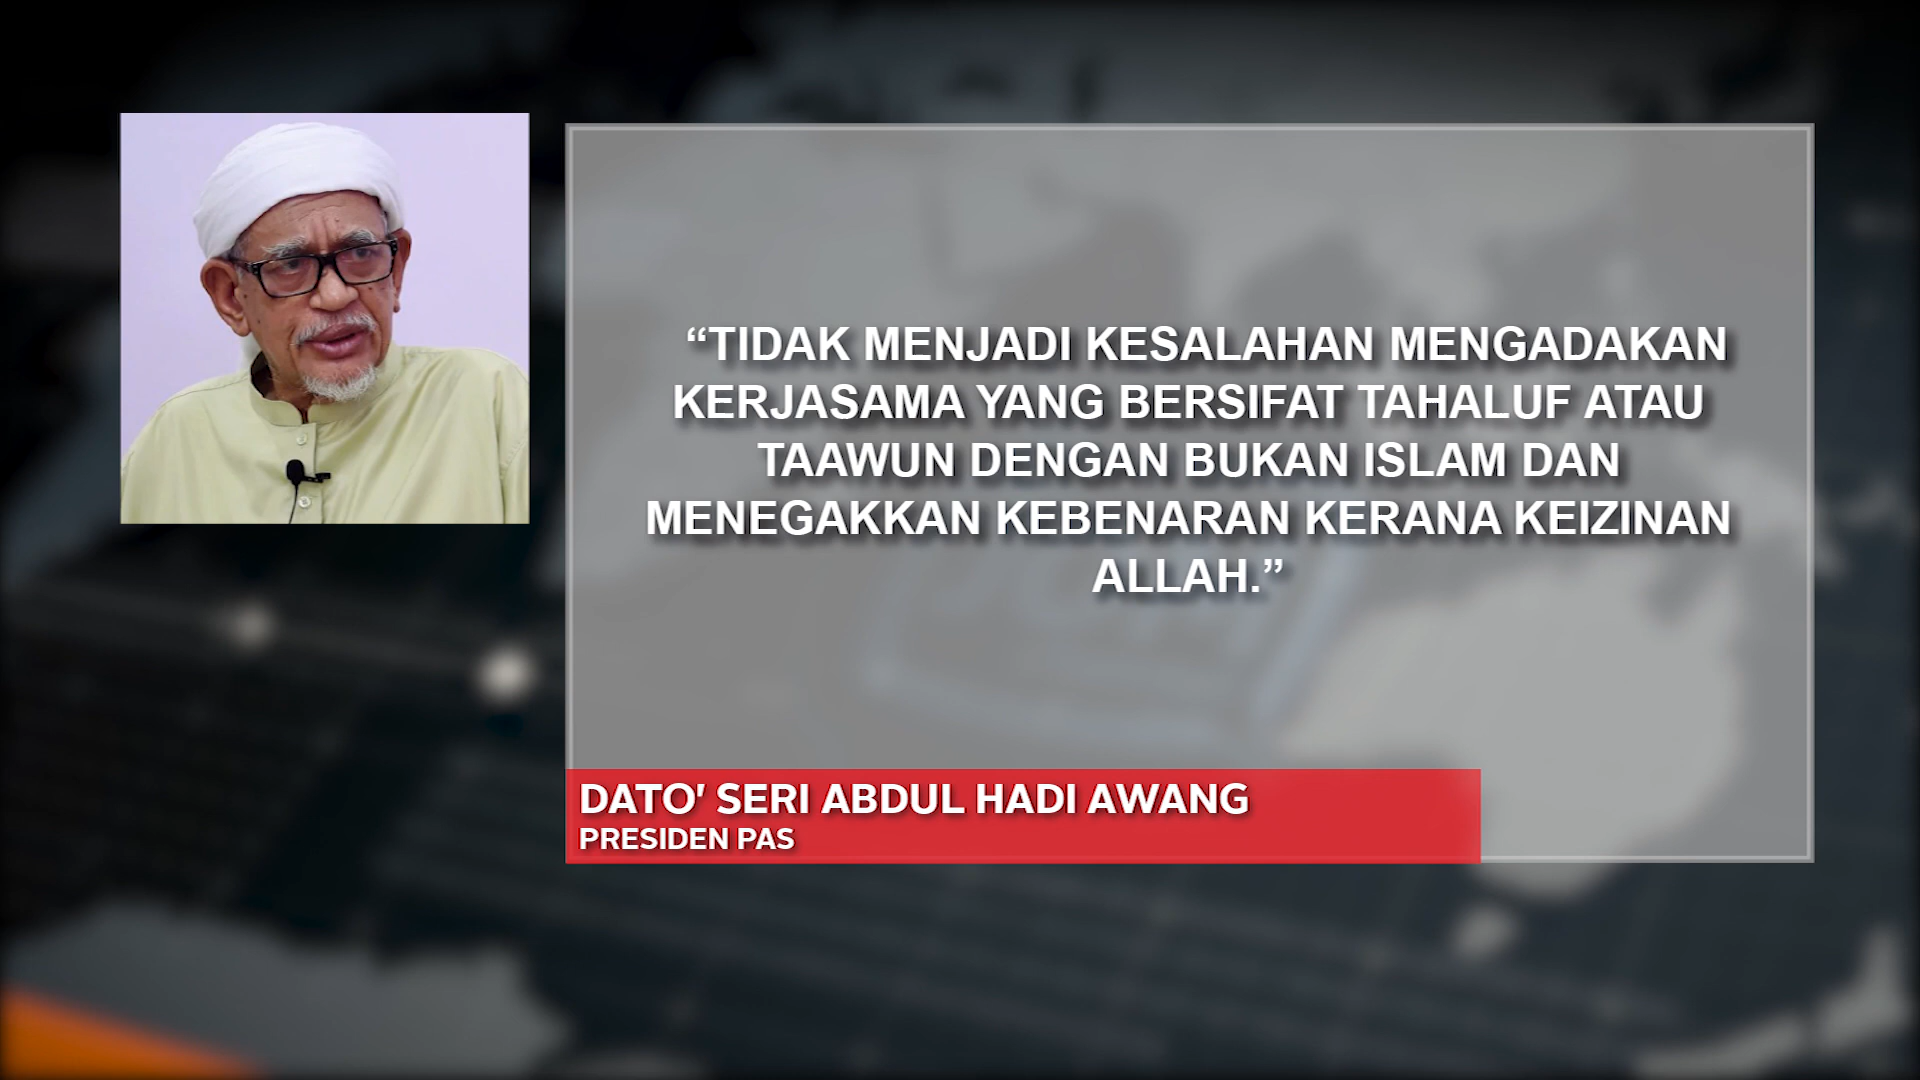 “TIDAK MENJADI KESALAHAN MENGADAKAN
KERJASAMA YANG BERSIFAT TAHALUF ATAU
TAAWUN DENGAN BUKAN ISLAM DAN
MENEGAKKAN KEBENARAN KERANA KEIZINAN
ALLAH.”
DATO' SERI ABDUL HADI AWANG
PRESIDEN PAS